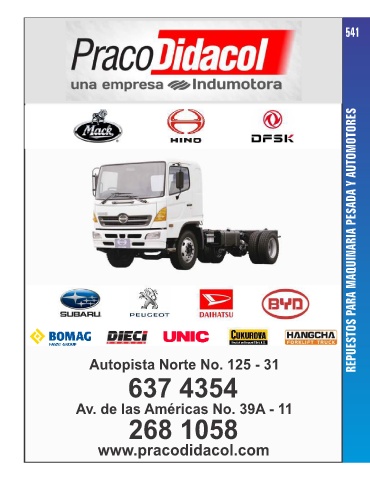 541
PracoDidacol
una empresa Indumotora
Mack
HINO
DFSK
REPUESTOS PARA MAQUINARIA PESADA Y AUTOMOTORES
SUBARU
PEUGEOT
DAIHATSU
BYD
BOMAG
FAYAT GROUP
DIECI
UNIC
ÇUKUROVA
HANGCHA
FORKLIFT TRUCK
Autopista Norte No. 125 - 31
637 4354
Av. de las Américas No. 39A - 11
268 1058
www.pracodidacol.com